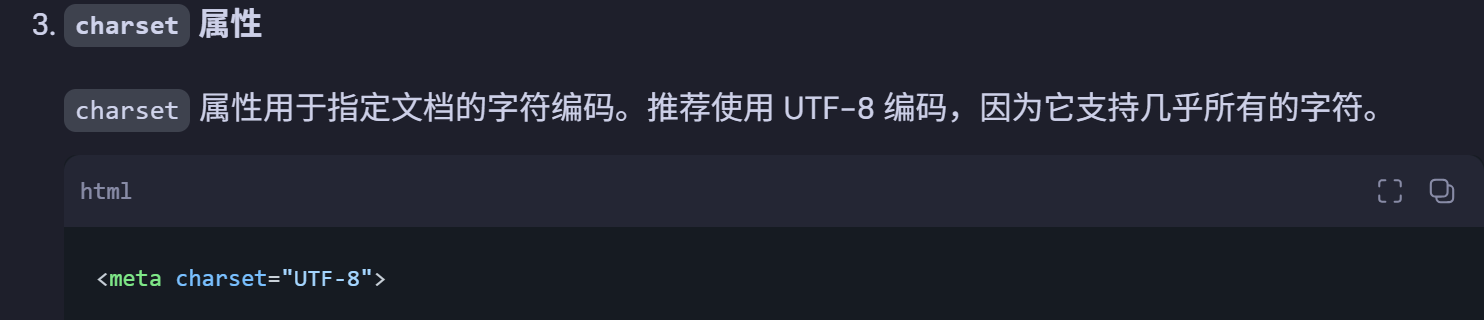 3. charset 属性
charset 属性用于指定文档的字符编码。推荐使用 UTF-8 编码，因为它支持几乎所有的字符。
html
<meta charset="UTF-8">